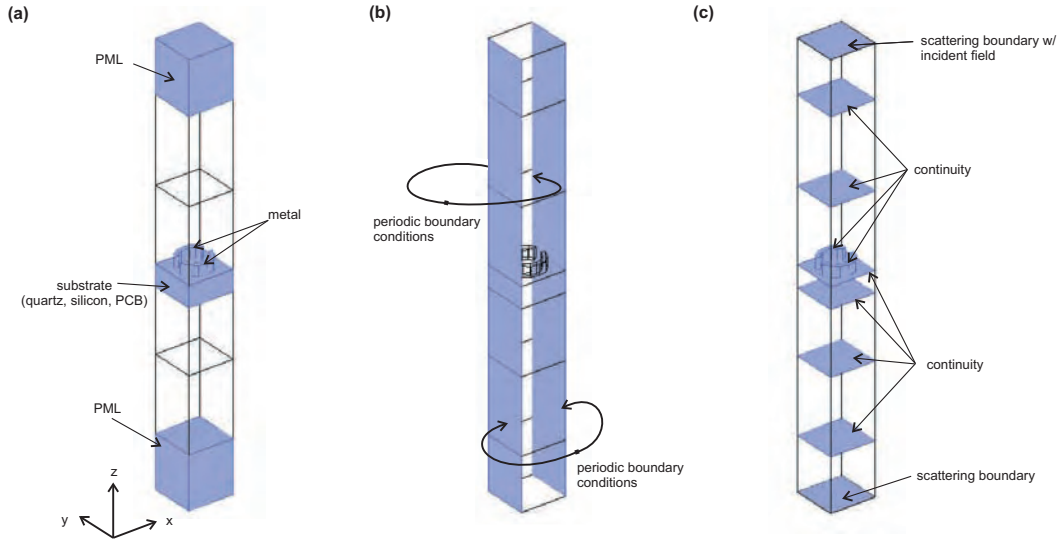 (a)
PML
metal
substrate
(quartz, silicon, PCB)
PML
z
y
x
(b)
periodic boundary
conditions
periodic boundary
conditions
(c)
scattering boundary w/
incident field
continuity
continuity
scattering boundary